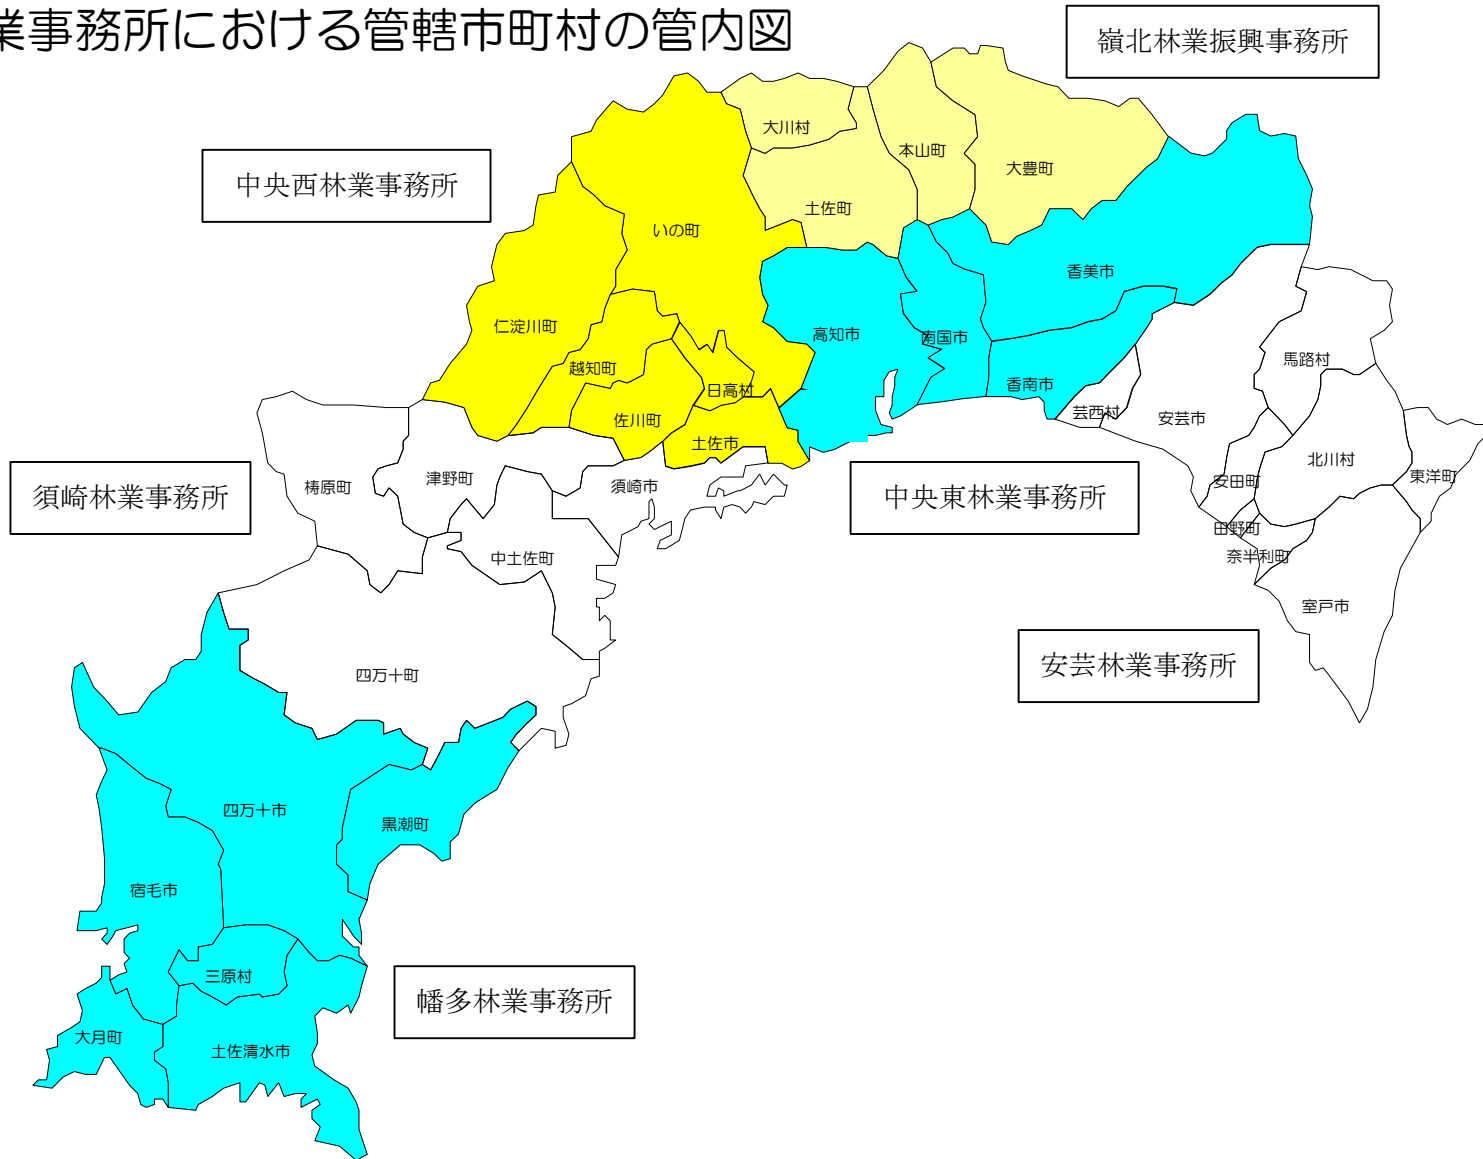 業事務所における管轄市町村の管内図
嶺北林業振興事務所
中央西林業事務所
大川村
本山町
大豊町
土佐町
いの町
香美市
仁淀川町
高知市
南国市
越知町
日高村
香南市
芸西村
安芸市
馬路村
佐川町
土佐市
北川村
東洋町
安田町
田野町
奈半利町
室戸市
須崎林業事務所
梼原町
津野町
須崎市
中央東林業事務所
中土佐町
安芸林業事務所
四万十町
四万十市
黒潮町
宿毛市
三原村
幡多林業事務所
大月町
土佐清水市